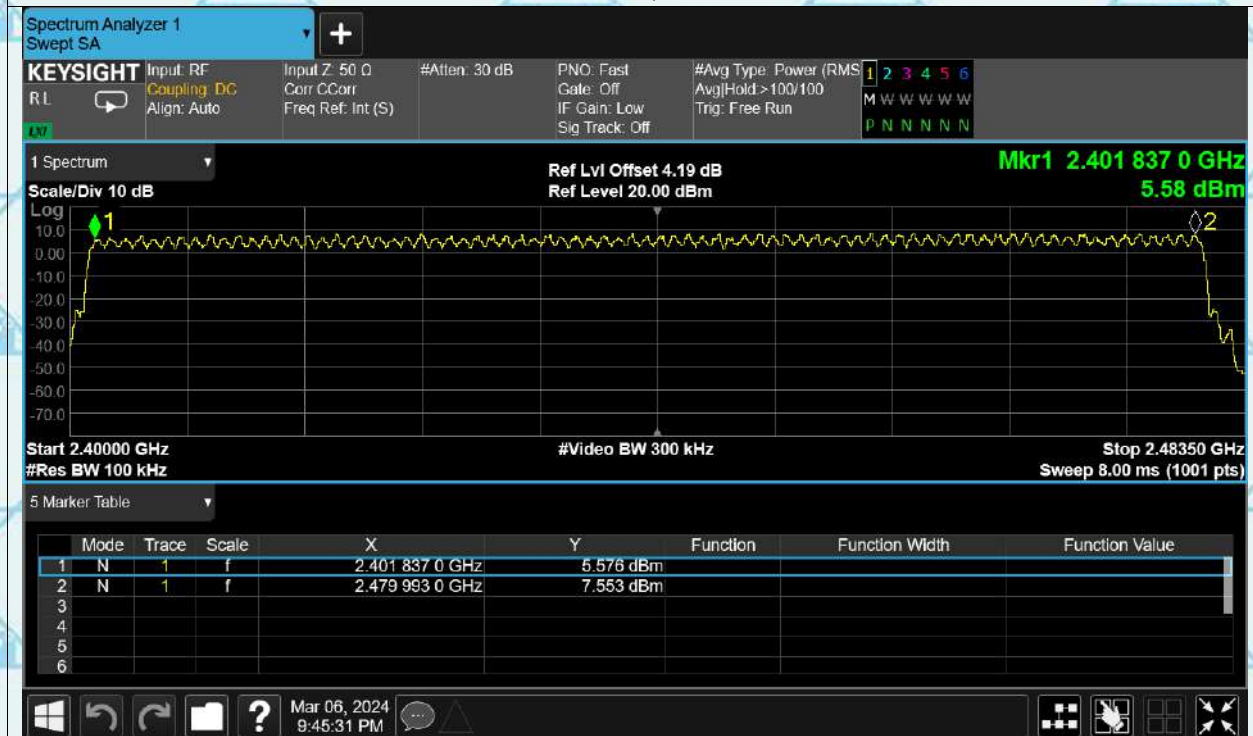 Spectrum Analyzer 1
Swept SA
+
KEYSIGHT
RL
LXI
Input: RF
Coupling: DC
Align: Auto
Input Z: 50 Ω
Corr CCorr
Freq Ref: Int (S)
#Atten: 30 dB
PNO: Fast
Gate: Off
IF Gain: Low
Sig Track: Off
#Avg Type: Power (RMS
Avg|Hold:>100/100
Trig: Free Run
1 2 3 4 5 6
M W W W W W
P N N N N N
1 Spectrum
Scale/Div 10 dB
Ref Lvl Offset 4.19 dB
Ref Level 20.00 dBm
Mkr1 2.401 837 0 GHz
5.58 dBm
Log
10.0
0.00
-10.0
-20.0
-30.0
-40.0
-50.0
-60.0
-70.0
1
2
Start 2.40000 GHz
#Res BW 100 kHz
#Video BW 300 kHz
Stop 2.48350 GHz
Sweep 8.00 ms (1001 pts)
5 Marker Table
Mode Trace Scale X Y Function Function Width Function Value
1 N 1 f 2.401 837 0 GHz 5.576 dBm
2 N 1 f 2.479 993 0 GHz 7.553 dBm
3
4
5
6
?
Mar 06, 2024
9:45:31 PM